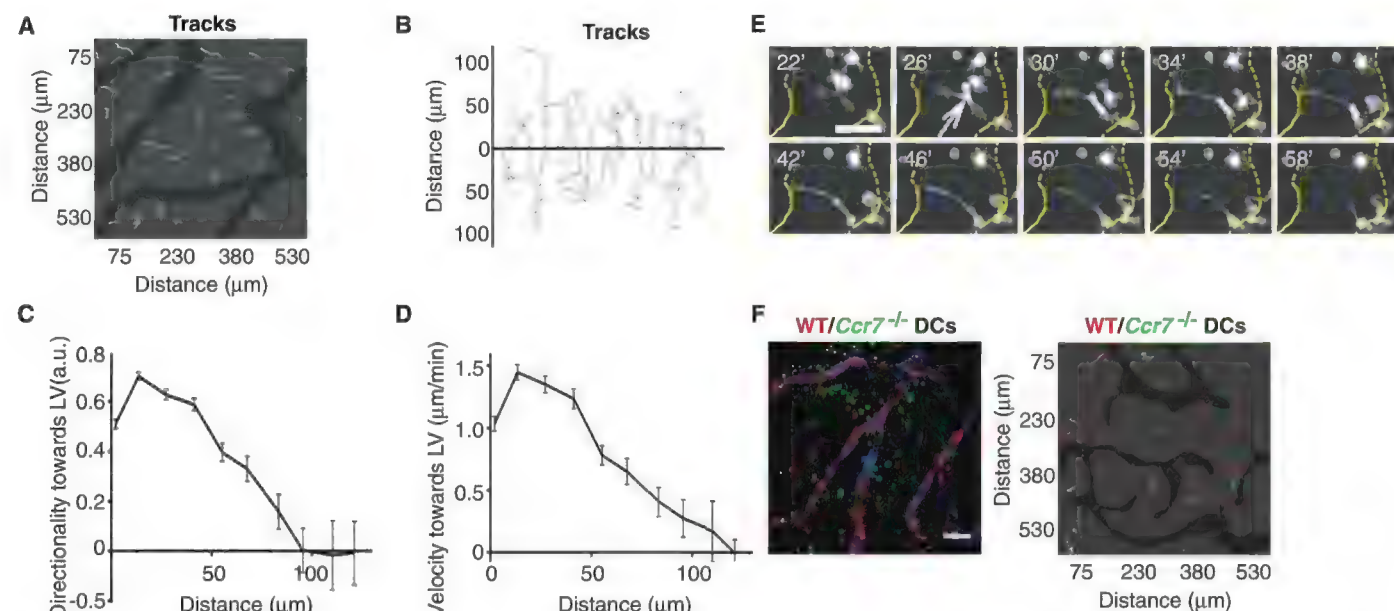 A
Tracks
75
230
380
530
Distance (μm)
75 230 380 530
Distance (μm)
B
Tracks
100
50
0
50
100
Distance (μm)
E
22' 26' 30' 34' 38'
42' 46' 50' 54' 58'
C
Directionality towards LV(a.u.)
0.8
0.6
0.4
0.2
0
-0.5
50 100
Distance (μm)
D
Velocity towards LV (μm/min)
1.5
1.0
0.5
0
0 50 100
Distance (μm)
F
WT/Ccr7-/- DCs
WT/Ccr7-/- DCs
75
230
380
530
Distance (μm)
75 230 380 530
Distance (μm)